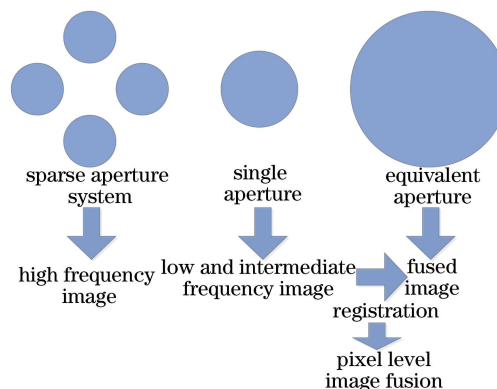 sparse aperture
system
single
aperture
equivalent
aperture
high frequency
image
low and intermediate
frequency image
fused
image
registration
pixel level
image fusion